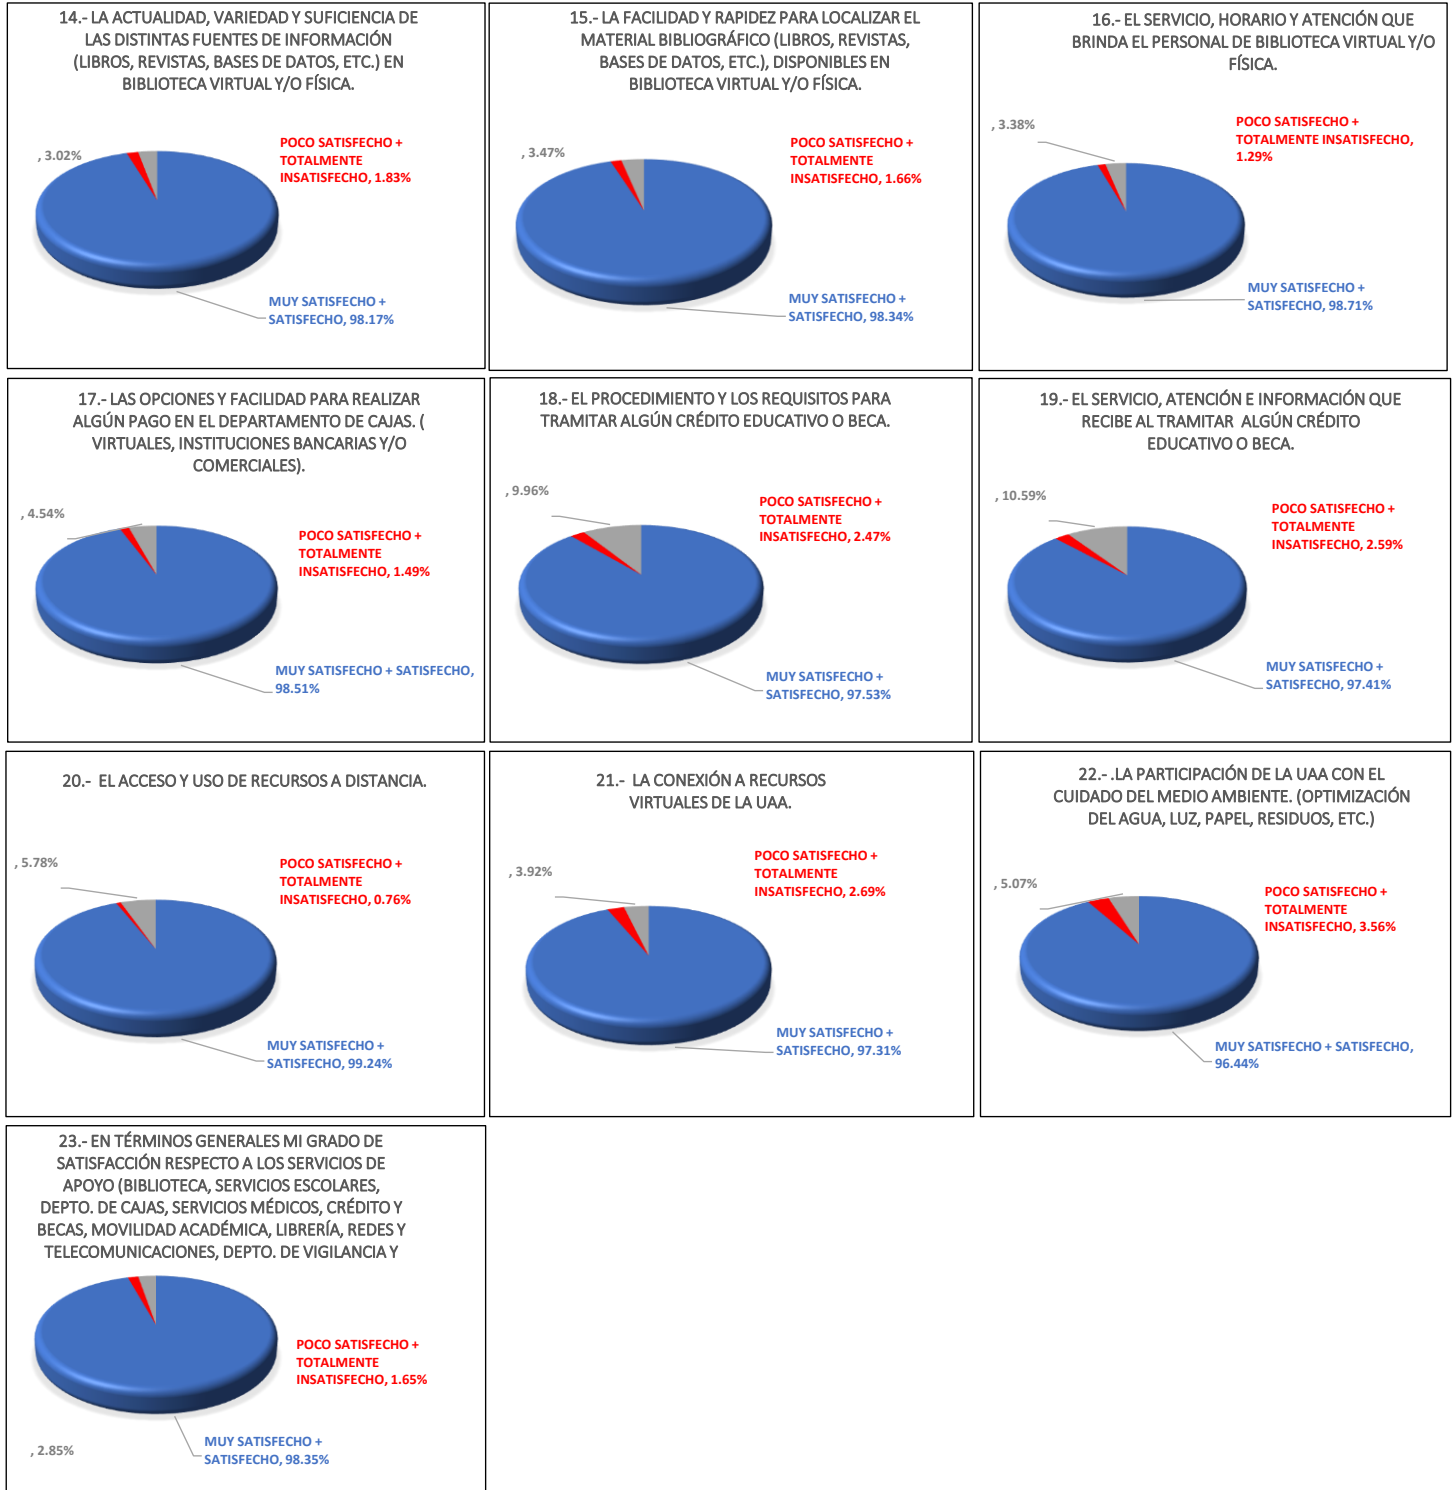 14.- LA ACTUALIDAD, VARIEDAD Y SUFICIENCIA DE
LAS DISTINTAS FUENTES DE INFORMACIÓN
(LIBROS, REVISTAS, BASES DE DATOS, ETC.) EN
BIBLIOTECA VIRTUAL Y/O FÍSICA.
, 3.02%
POCO SATISFECHO +
TOTALMENTE
INSATISFECHO, 1.83%
MUY SATISFECHO +
SATISFECHO, 98.17%
15.- LA FACILIDAD Y RAPIDEZ PARA LOCALIZAR EL
MATERIAL BIBLIOGRÁFICO (LIBROS, REVISTAS,
BASES DE DATOS, ETC.), DISPONIBLES EN
BIBLIOTECA VIRTUAL Y/O FÍSICA.
, 3.47%
POCO SATISFECHO +
TOTALMENTE
INSATISFECHO, 1.66%
MUY SATISFECHO +
SATISFECHO, 98.34%
16.- EL SERVICIO, HORARIO Y ATENCIÓN QUE
BRINDA EL PERSONAL DE BIBLIOTECA VIRTUAL Y/O
FÍSICA.
, 3.38%
POCO SATISFECHO +
TOTALMENTE INSATISFECHO,
1.29%
MUY SATISFECHO +
SATISFECHO, 98.71%
17.- LAS OPCIONES Y FACILIDAD PARA REALIZAR
ALGÚN PAGO EN EL DEPARTAMENTO DE CAJAS. (
VIRTUALES, INSTITUCIONES BANCARIAS Y/O
COMERCIALES).
, 4.54%
POCO SATISFECHO +
TOTALMENTE
INSATISFECHO, 1.49%
MUY SATISFECHO + SATISFECHO,
98.51%
18.- EL PROCEDIMIENTO Y LOS REQUISITOS PARA
TRAMITAR ALGÚN CRÉDITO EDUCATIVO O BECA.
, 9.96%
POCO SATISFECHO +
TOTALMENTE
INSATISFECHO, 2.47%
MUY SATISFECHO +
SATISFECHO, 97.53%
19.- EL SERVICIO, ATENCIÓN E INFORMACIÓN QUE
RECIBE AL TRAMITAR ALGÚN CRÉDITO
EDUCATIVO O BECA.
, 10.59%
POCO SATISFECHO +
TOTALMENTE
INSATISFECHO, 2.59%
MUY SATISFECHO +
SATISFECHO, 97.41%
20.- EL ACCESO Y USO DE RECURSOS A DISTANCIA.
, 5.78%
POCO SATISFECHO +
TOTALMENTE
INSATISFECHO, 0.76%
MUY SATISFECHO +
SATISFECHO, 99.24%
21.- LA CONEXIÓN A RECURSOS
VIRTUALES DE LA UAA.
, 3.92%
POCO SATISFECHO +
TOTALMENTE
INSATISFECHO, 2.69%
MUY SATISFECHO +
SATISFECHO, 97.31%
22.- .LA PARTICIPACIÓN DE LA UAA CON EL
CUIDADO DEL MEDIO AMBIENTE. (OPTIMIZACIÓN
DEL AGUA, LUZ, PAPEL, RESIDUOS, ETC.)
, 5.07%
POCO SATISFECHO +
TOTALMENTE
INSATISFECHO, 3.56%
MUY SATISFECHO + SATISFECHO,
96.44%
23.- EN TÉRMINOS GENERALES MI GRADO DE
SATISFACCIÓN RESPECTO A LOS SERVICIOS DE
APOYO (BIBLIOTECA, SERVICIOS ESCOLARES,
DEPTO. DE CAJAS, SERVICIOS MÉDICOS, CRÉDITO Y
BECAS, MOVILIDAD ACADÉMICA, LIBRERÍA, REDES Y
TELECOMUNICACIONES, DEPTO. DE VIGILANCIA Y
POCO SATISFECHO +
TOTALMENTE
INSATISFECHO, 1.65%
MUY SATISFECHO +
SATISFECHO, 98.35%
, 2.85%